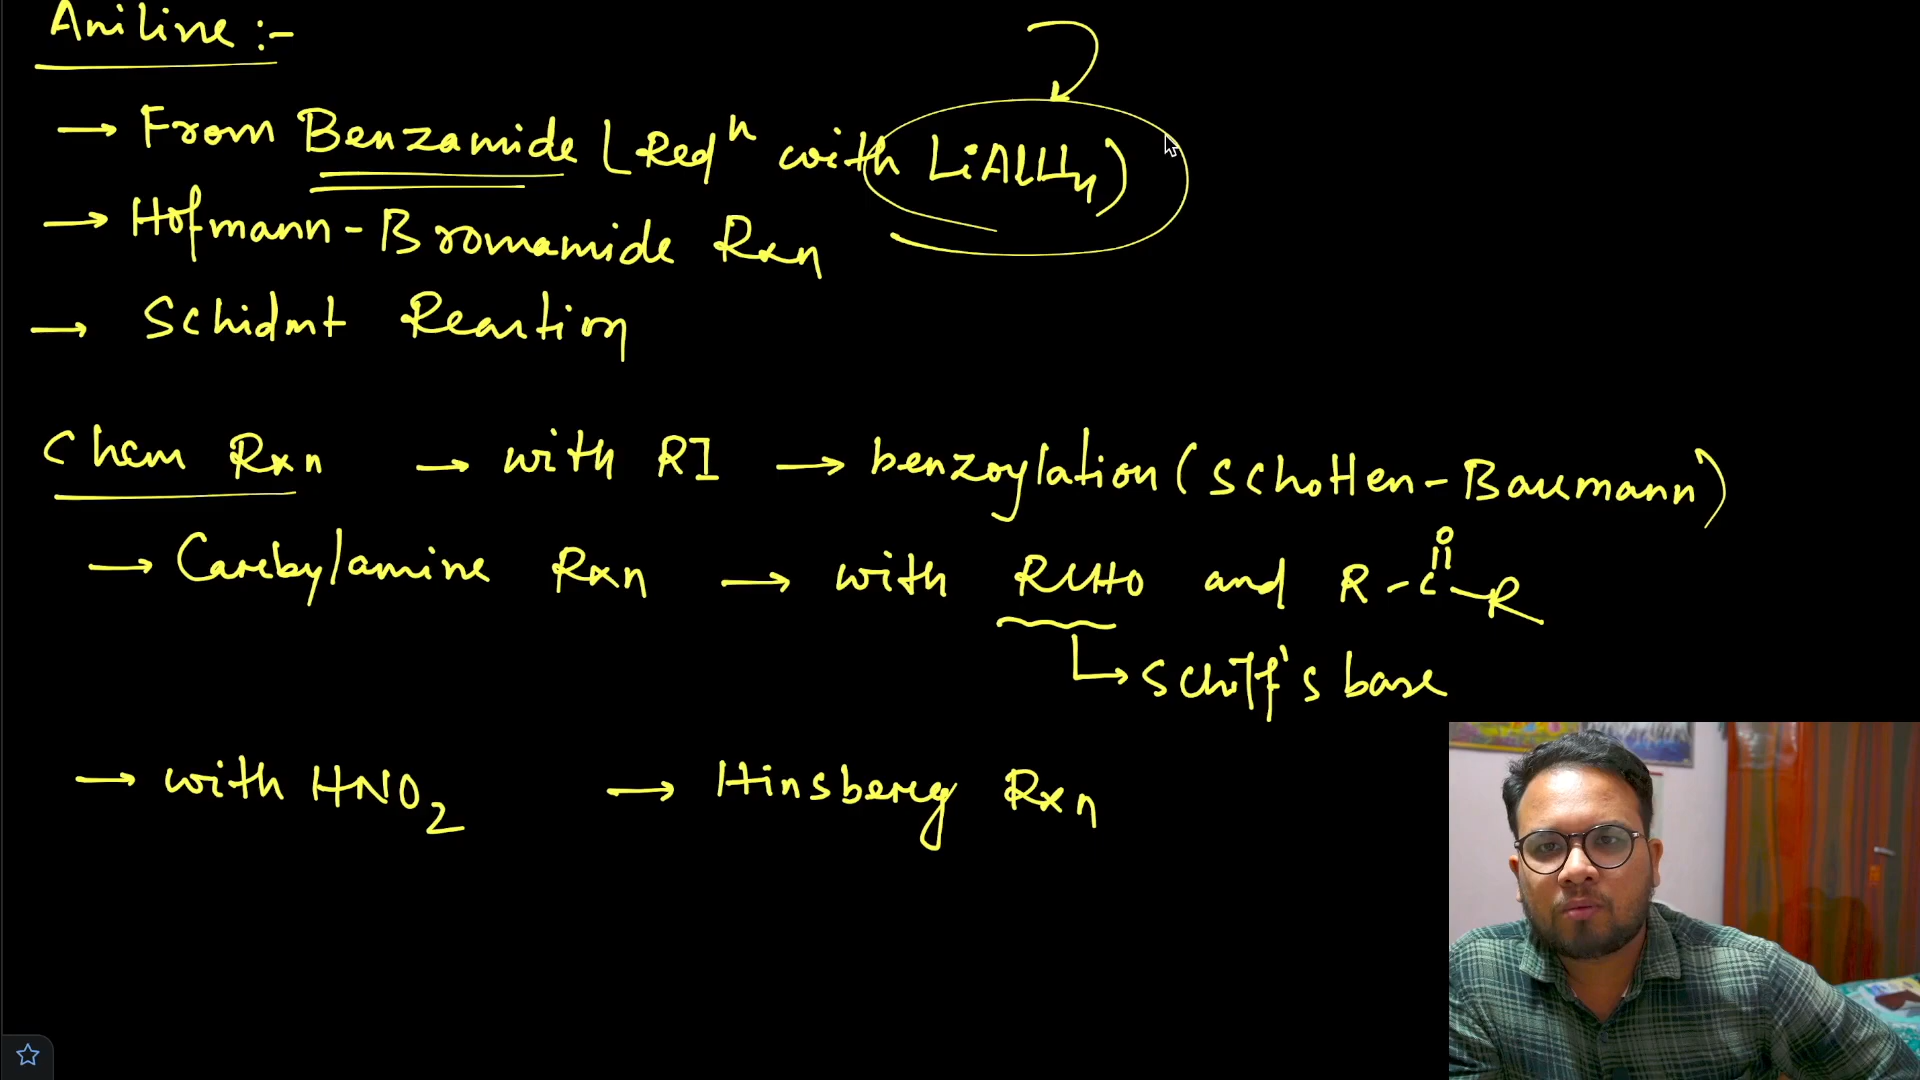 Aniline :-
→ From Benzamide (Redⁿ with LiAlH₄)
→ Hofmann - Bromamide Rxn
→ Schidmt Reaction
Chem Rxn → with RI → benzoylation (Schotten - Baumann)
→ Carbylamine Rxn → with RCHO and R - C - R
O
↳ Schiff's base
→ with HNO₂ → Hinsberg Rxn